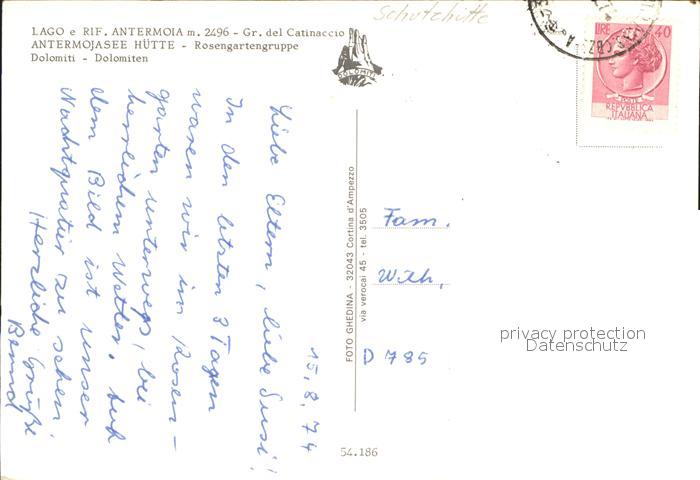 Schutzhütte
LAGO e RIF. ANTERMOIA m. 2496 - Gr. del Catinaccio
ANTERMOJASEE HÜTTE - Rosengartengruppe
Dolomiti - Dolomiten
DOLOMITI
LIRE 40
POSTE
REPVBBLICA
ITALIANA
15.8.74
Liebe Eltern, liebe Susi!
In den letzten 3 Tagen
waren wir im Rosen-
garten unterwegs, bei
herrlichem Wetter. Auf
dem Bild ist unser
Nachtquatier zu sehen.
Herzliche Grüße
Bernd
FOTO GHEDINA - 32043 Cortina d'Ampezzo
via verocai 45 - tel. 3505
Fam.
D 785
privacy protection
Datenschutz
54.186